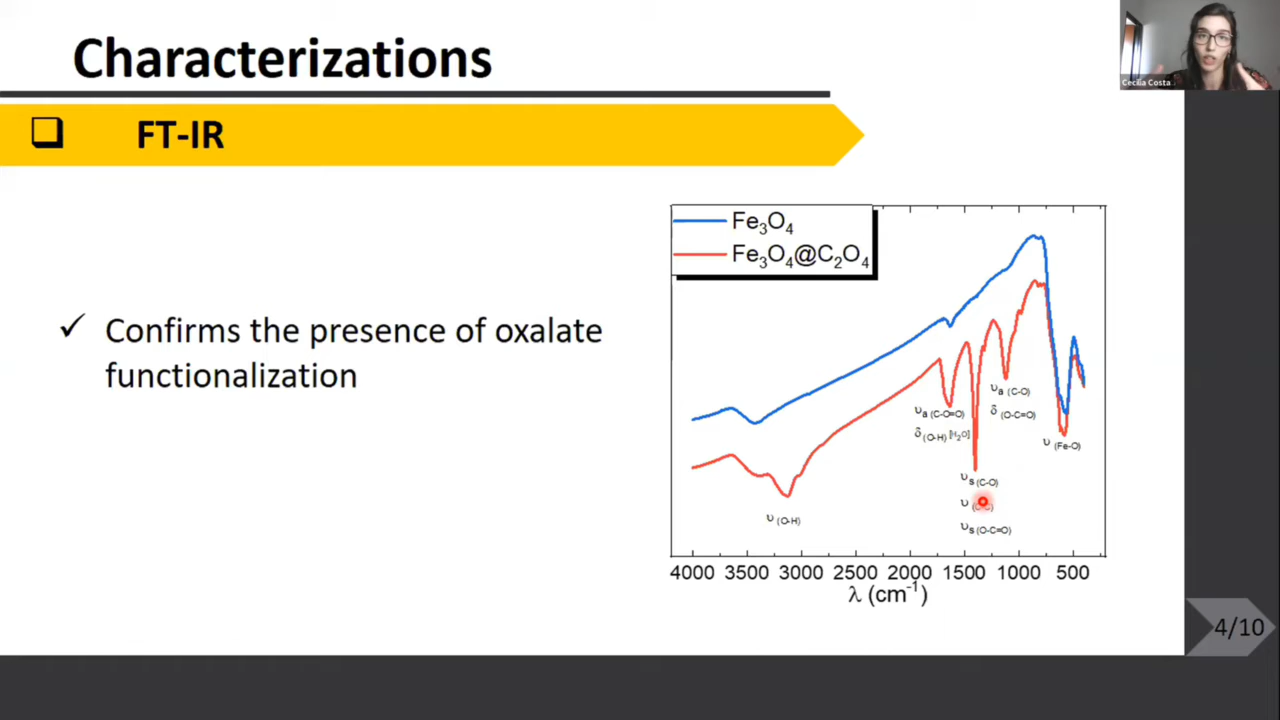 Characterizations
Cecilia Costa
FT-IR
Fe₃O₄
Fe₃O₄@C₂O₄
✓ Confirms the presence of oxalate
functionalization
υₐ (C-O)
δ (O-C=O)
υₐ (C-O=O)
δ (O-H) [H₂O]
υ (Fe-O)
υₛ (C-O)
υ
υₛ (O-C=O)
υ (O-H)
4000 3500 3000 2500 2000 1500 1000 500
λ (cm⁻¹)
4/10